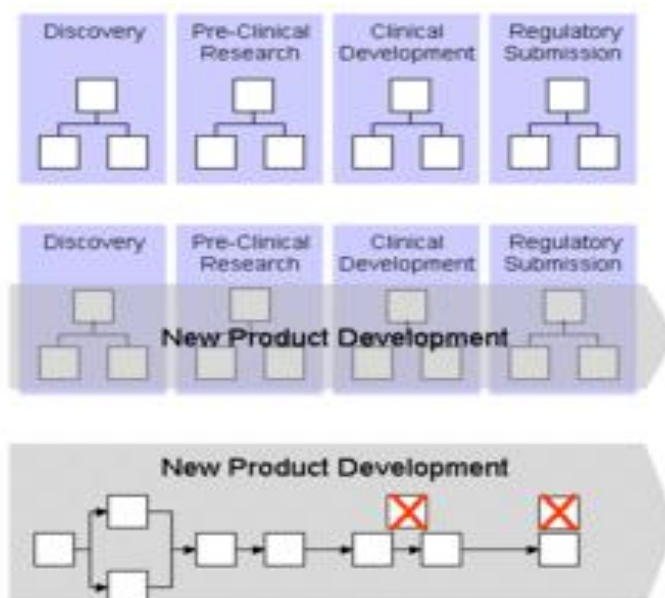 Discovery
Pre-Clinical
Research
Clinical
Development
Regulatory
Submission
Discovery
Pre-Clinical
Research
Clinical
Development
Regulatory
Submission
New Product Development
New Product Development